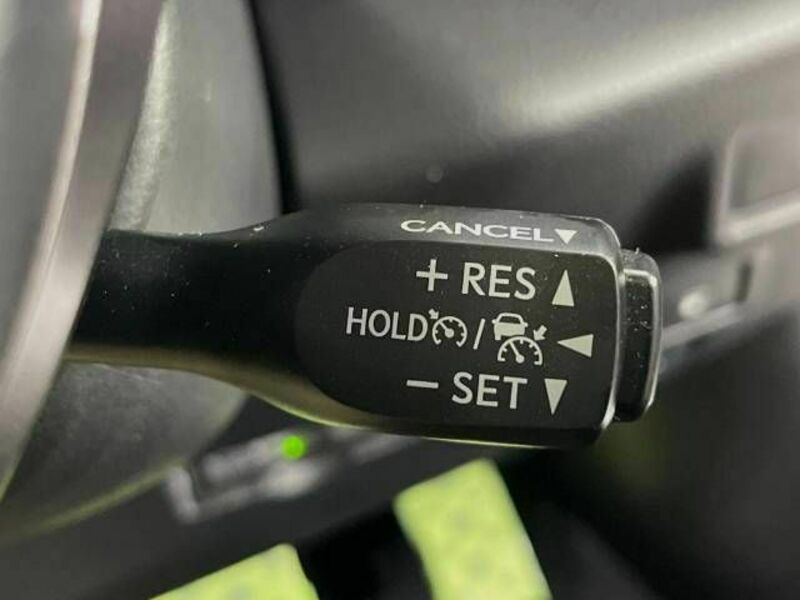 CANCEL▼
+ RES ▲
HOLD / ◀
− SET ▼